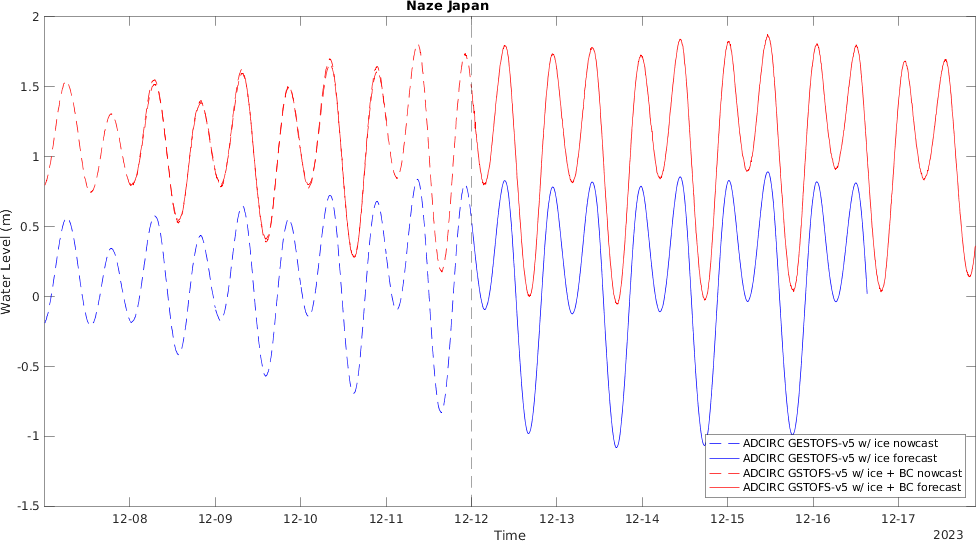 Naze Japan
2
1.5
1
0.5
0
-0.5
-1
-1.5
Water Level (m)
ADCIRC GESTOFS-v5 w/ ice nowcast
ADCIRC GESTOFS-v5 w/ ice forecast
ADCIRC GSTOFS-v5 w/ ice + BC nowcast
ADCIRC GSTOFS-v5 w/ ice + BC forecast
12-08 12-09 12-10 12-11 12-12 12-13 12-14 12-15 12-16 12-17
Time
2023